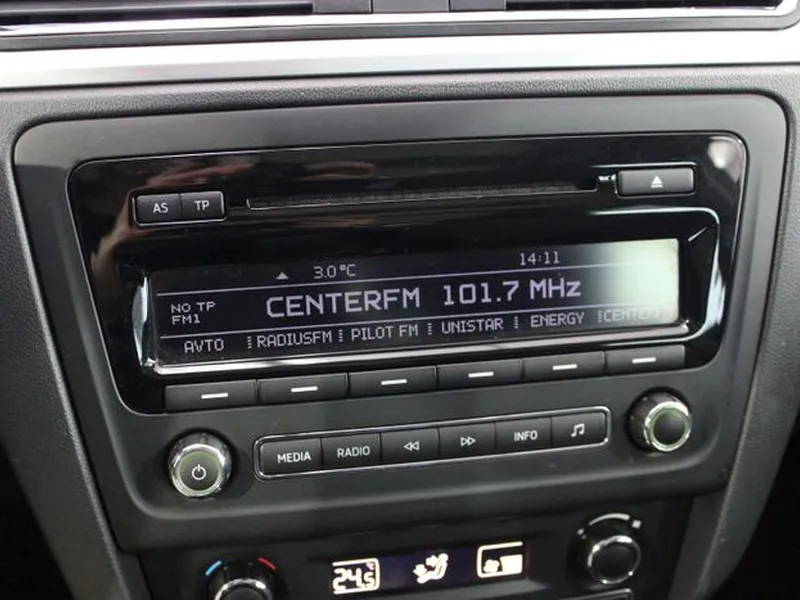 AS TP
3.0°C 14:11
NO TP
FM1
CENTERFM 101.7 MHz
AVTO RADIUSFM PILOT FM UNISTAR ENERGY
MEDIA RADIO INFO
24.5